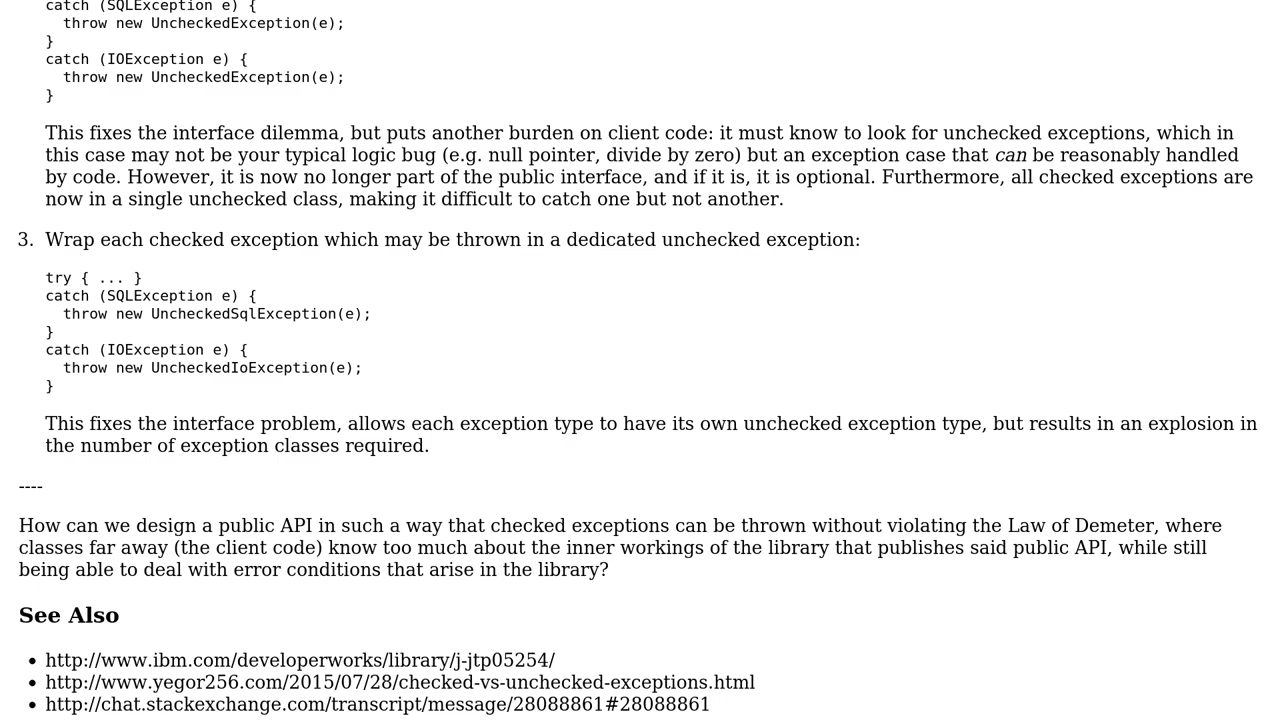 catch (SQLException e) {
  throw new UncheckedException(e);
}
catch (IOException e) {
  throw new UncheckedException(e);
}
This fixes the interface dilemma, but puts another burden on client code: it must know to look for unchecked exceptions, which in
this case may not be your typical logic bug (e.g. null pointer, divide by zero) but an exception case that can be reasonably handled
by code. However, it is now no longer part of the public interface, and if it is, it is optional. Furthermore, all checked exceptions are
now in a single unchecked class, making it difficult to catch one but not another.
3. Wrap each checked exception which may be thrown in a dedicated unchecked exception:
try { ... }
catch (SQLException e) {
  throw new UncheckedSqlException(e);
}
catch (IOException e) {
  throw new UncheckedIoException(e);
}
This fixes the interface problem, allows each exception type to have its own unchecked exception type, but results in an explosion in
the number of exception classes required.
----
How can we design a public API in such a way that checked exceptions can be thrown without violating the Law of Demeter, where
classes far away (the client code) know too much about the inner workings of the library that publishes said public API, while still
being able to deal with error conditions that arise in the library?
See Also
• http://www.ibm.com/developerworks/library/j-jtp05254/
• http://www.yegor256.com/2015/07/28/checked-vs-unchecked-exceptions.html
• http://chat.stackexchange.com/transcript/message/28088861#28088861